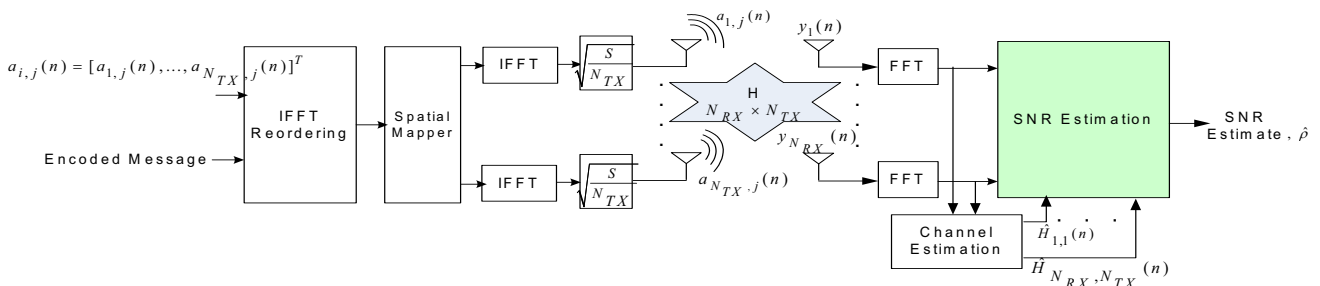 a_{i,j}(n) = [a_{1,j}(n),...,a_{N_{TX},j}(n)]^T
Encoded Message
IFFT
Reordering
Spatial
Mapper
IFFT
√(S/N_{TX})
IFFT
√(S/N_{TX})
a_{1,j}(n)
a_{N_{TX},j}(n)
H
N_{RX} × N_{TX}
y_1(n)
y_{N_{RX}}(n)
FFT
FFT
Channel
Estimation
Ĥ_{1,1}(n)
Ĥ_{N_{RX},N_{TX}}(n)
SNR Estimation
SNR
Estimate, ρ̂